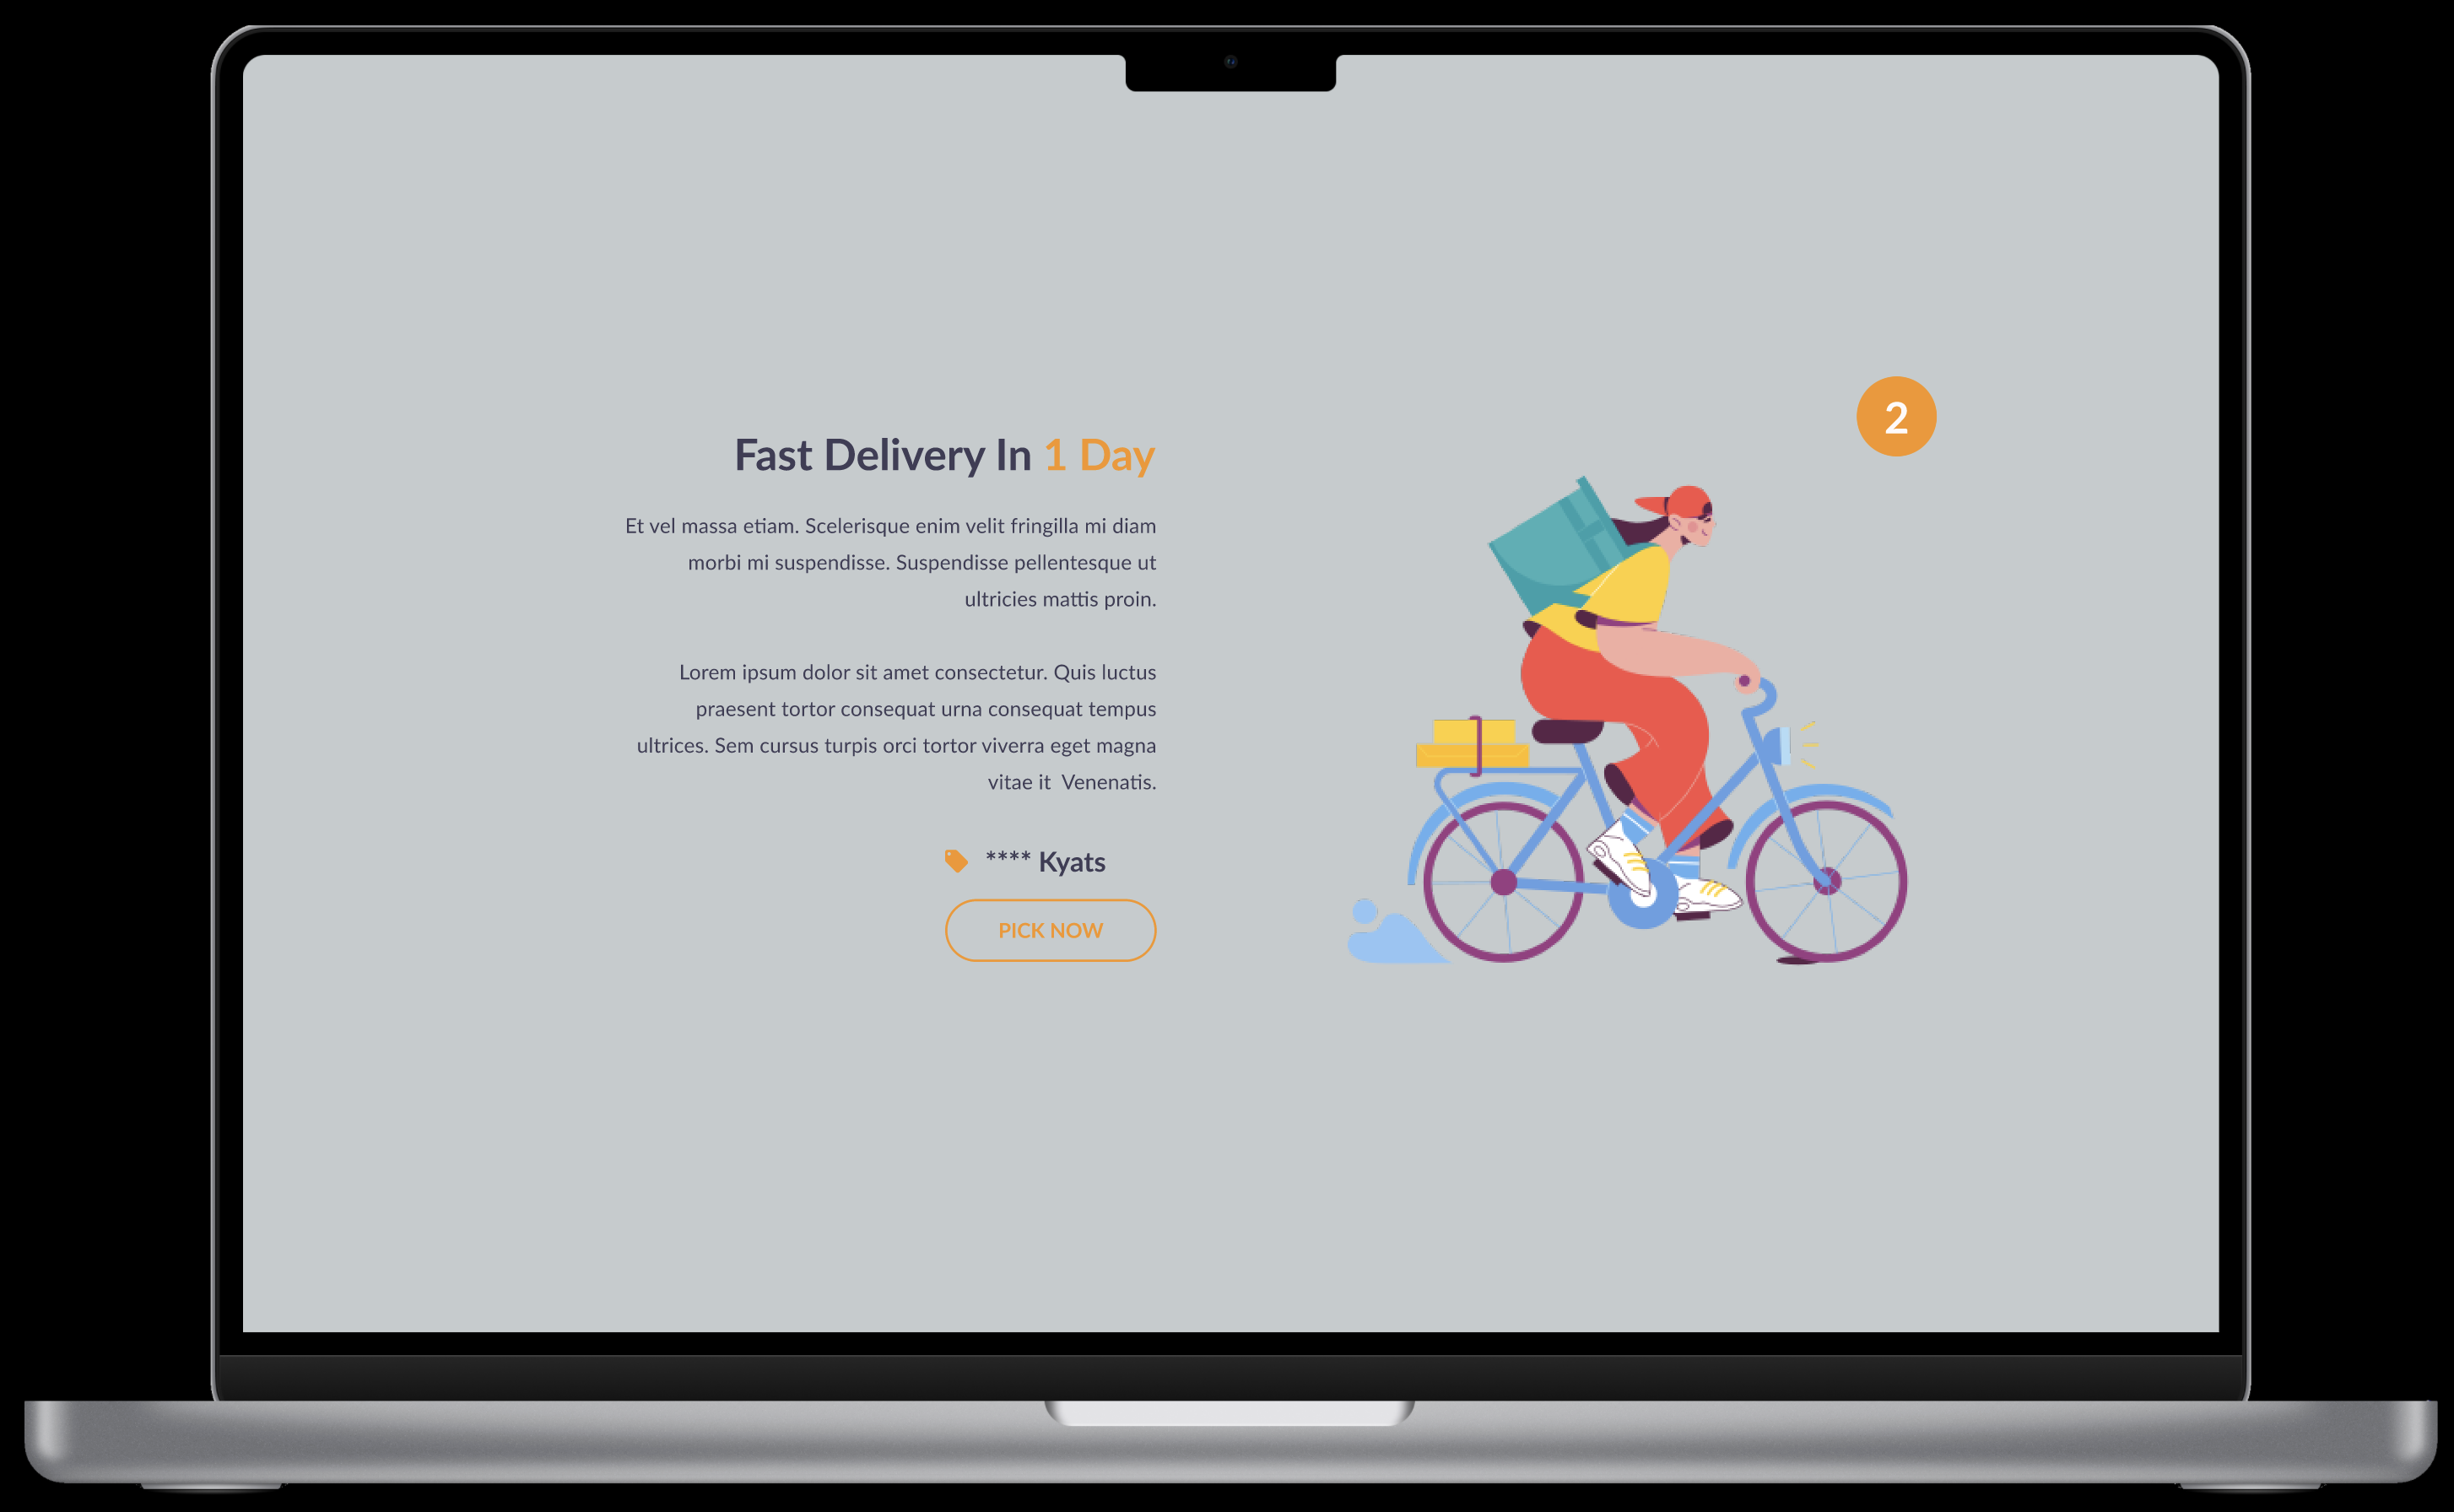 2
Fast Delivery In 1 Day
Et vel massa etiam. Scelerisque enim velit fringilla mi diam
morbi mi suspendisse. Suspendisse pellentesque ut
ultricies mattis proin.
Lorem ipsum dolor sit amet consectetur. Quis luctus
praesent tortor consequat urna consequat tempus
ultrices. Sem cursus turpis orci tortor viverra eget magna
vitae it  Venenatis.
**** Kyats
PICK NOW